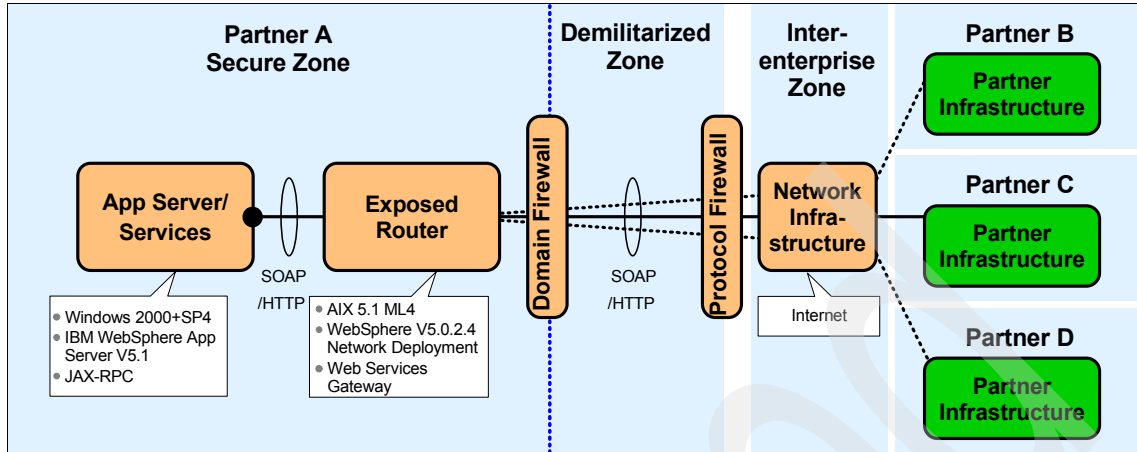 Partner A
Secure Zone
Demilitarized
Zone
Inter-
enterprise
Zone
Partner B
Partner
Infrastructure
App Server/
Services
SOAP
/HTTP
Exposed
Router
Domain Firewall
SOAP
/HTTP
Protocol Firewall
Network
Infra-
structure
Partner C
Partner
Infrastructure
Windows 2000+SP4
IBM WebSphere App
Server V5.1
JAX-RPC
AIX 5.1 ML4
WebSphere V5.0.2.4
Network Deployment
Web Services
Gateway
Internet
Partner D
Partner
Infrastructure